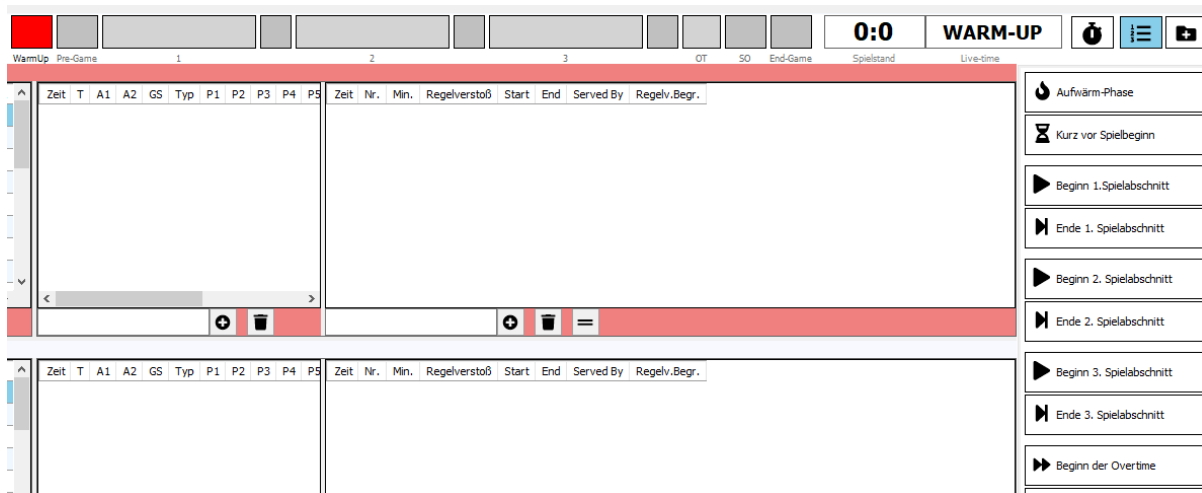 0:0 WARM-UP
WarmUp Pre-Game 1 2 3 OT SO End-Game Spielstand Live-time
Zeit T A1 A2 GS Typ P1 P2 P3 P4 P5 Zeit Nr. Min. Regelverstoß Start End Served By Regelv.Begr.
Aufwärm-Phase
Kurz vor Spielbeginn
Beginn 1.Spielabschnitt
Ende 1. Spielabschnitt
Beginn 2. Spielabschnitt
Ende 2. Spielabschnitt
Zeit T A1 A2 GS Typ P1 P2 P3 P4 P5 Zeit Nr. Min. Regelverstoß Start End Served By Regelv.Begr.
Beginn 3. Spielabschnitt
Ende 3. Spielabschnitt
Beginn der Overtime